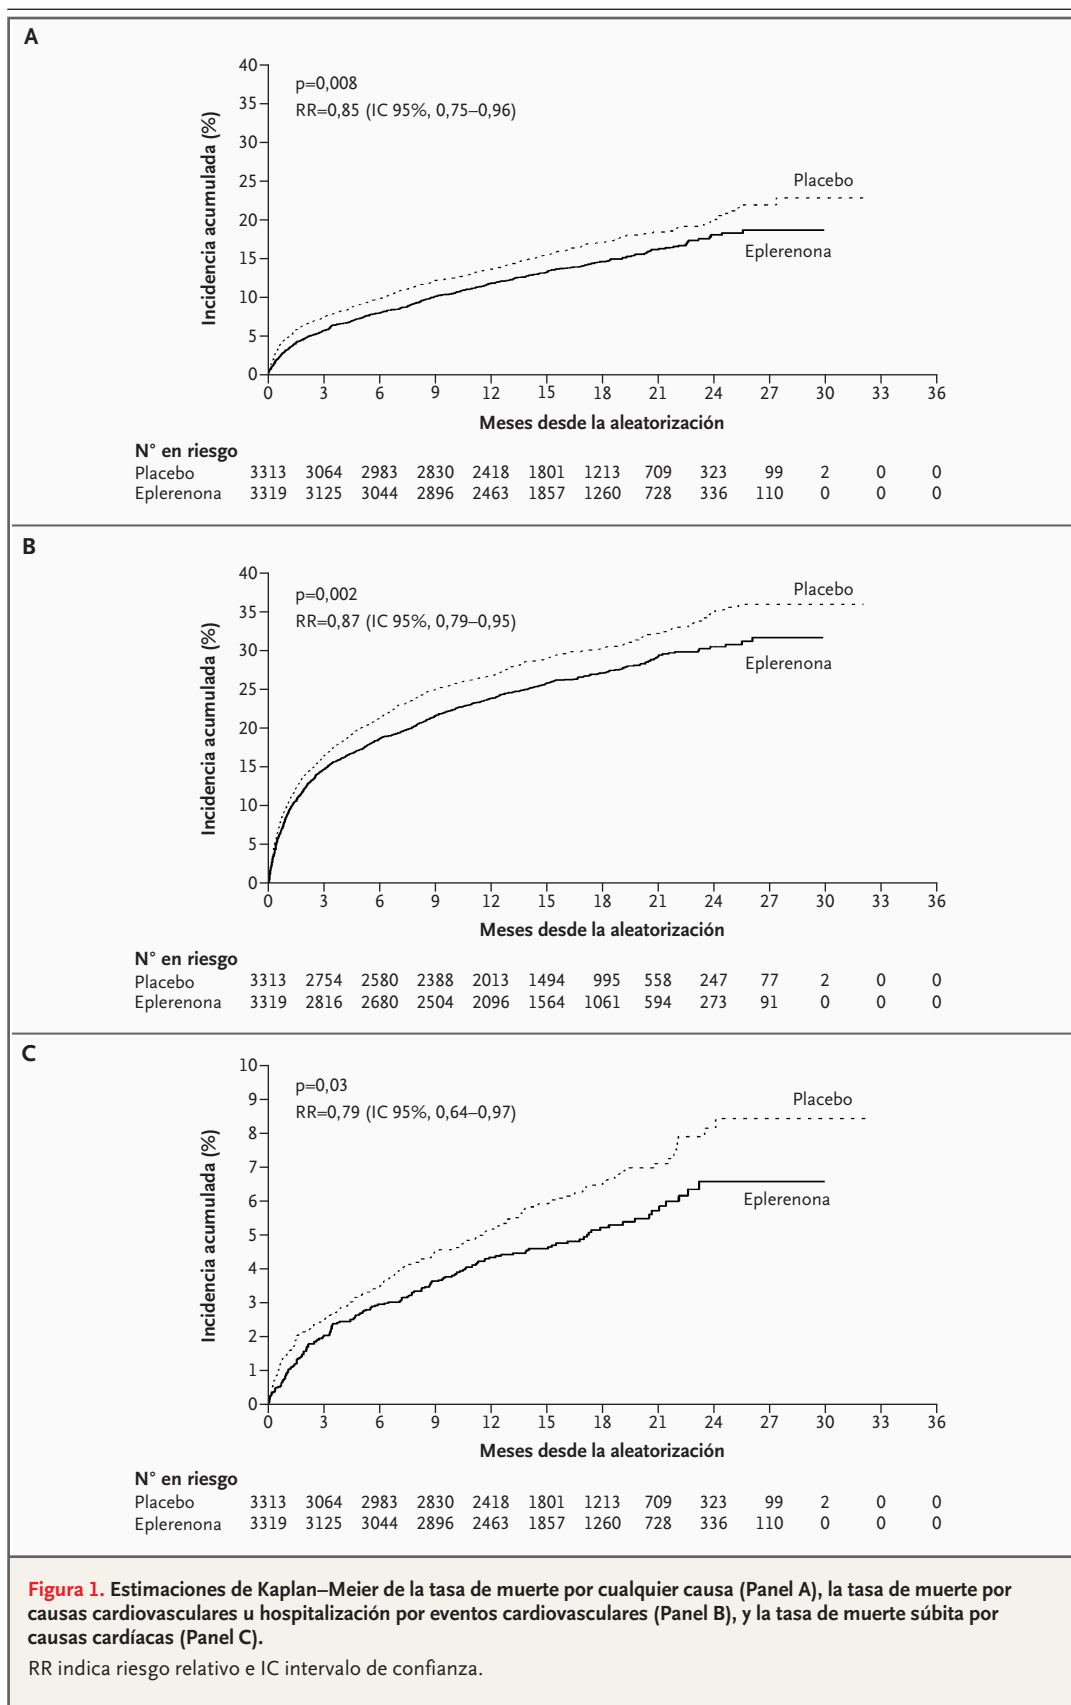 A
40
p=0,008
35
RR=0,85 (IC 95%, 0,75–0,96)
30
25
Placebo
20
Eplerenona
15
10
5
0
Incidencia acumulada (%)
0 3 6 9 12 15 18 21 24 27 30 33 36
Meses desde la aleatorización
N° en riesgo
Placebo 3313 3064 2983 2830 2418 1801 1213 709 323 99 2 0 0
Eplerenona 3319 3125 3044 2896 2463 1857 1260 728 336 110 0 0 0
B
40
p=0,002
Placebo
35
RR=0,87 (IC 95%, 0,79–0,95)
30
Eplerenona
25
20
15
10
5
0
Incidencia acumulada (%)
0 3 6 9 12 15 18 21 24 27 30 33 36
Meses desde la aleatorización
N° en riesgo
Placebo 3313 2754 2580 2388 2013 1494 995 558 247 77 2 0 0
Eplerenona 3319 2816 2680 2504 2096 1564 1061 594 273 91 0 0 0
C
10
p=0,03
9
Placebo
RR=0,79 (IC 95%, 0,64–0,97)
8
7
6
Eplerenona
5
4
3
2
1
0
Incidencia acumulada (%)
0 3 6 9 12 15 18 21 24 27 30 33 36
Meses desde la aleatorización
N° en riesgo
Placebo 3313 3064 2983 2830 2418 1801 1213 709 323 99 2 0 0
Eplerenona 3319 3125 3044 2896 2463 1857 1260 728 336 110 0 0 0
Figura 1. Estimaciones de Kaplan–Meier de la tasa de muerte por cualquier causa (Panel A), la tasa de muerte por
causas cardiovasculares u hospitalización por eventos cardiovasculares (Panel B), y la tasa de muerte súbita por
causas cardíacas (Panel C).
RR indica riesgo relativo e IC intervalo de confianza.